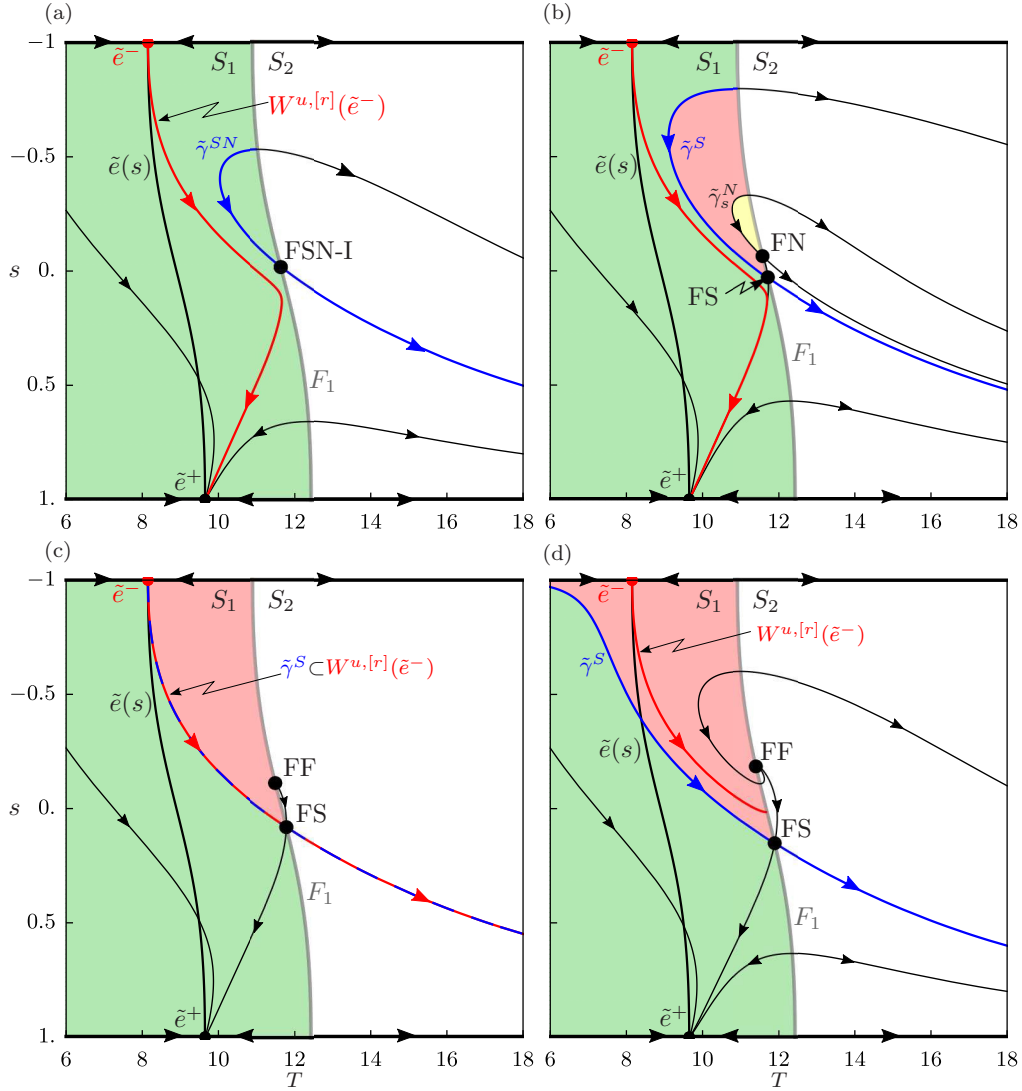 (a)
(b)
−1
ẽ⁻
S₁
S₂
ẽ⁻
S₁
S₂
W^{u,[r]}(ẽ⁻)
−0.5
ẽ(s)
γ̃^{SN}
ẽ(s)
γ̃^S
γ̃_s^N
s
0.
FSN-I
FN
FS
0.5
F₁
F₁
1.
ẽ⁺
ẽ⁺
6 8 10 12 14 16 18
6 8 10 12 14 16 18
(c)
(d)
−1
ẽ⁻
S₁
S₂
ẽ⁻
S₁
S₂
−0.5
γ̃^S⊂W^{u,[r]}(ẽ⁻)
γ̃^S
W^{u,[r]}(ẽ⁻)
ẽ(s)
ẽ(s)
s
0.
FF
FS
FF
FS
0.5
F₁
F₁
1.
ẽ⁺
ẽ⁺
6 8 10 12 14 16 18
6 8 10 12 14 16 18
T
T